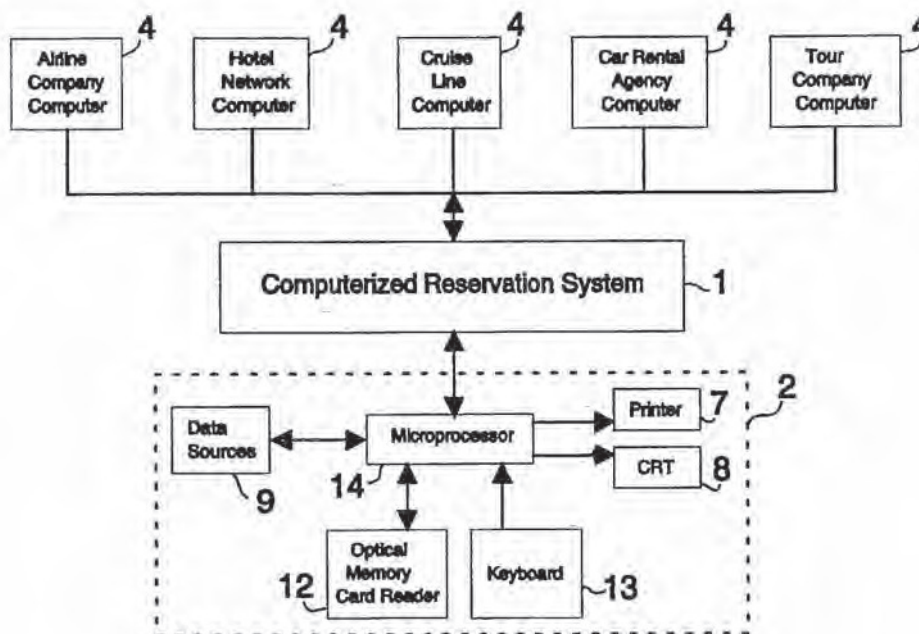 4
4
4
4
4
Airline
Company
Computer
Hotel
Network
Computer
Cruise
Line
Computer
Car Rental
Agency
Computer
Tour
Company
Computer
Computerized Reservation System
1
2
Data
Sources
9
Microprocessor
14
Printer
7
CRT
8
Optical
Memory
Card Reader
12
Keyboard
13